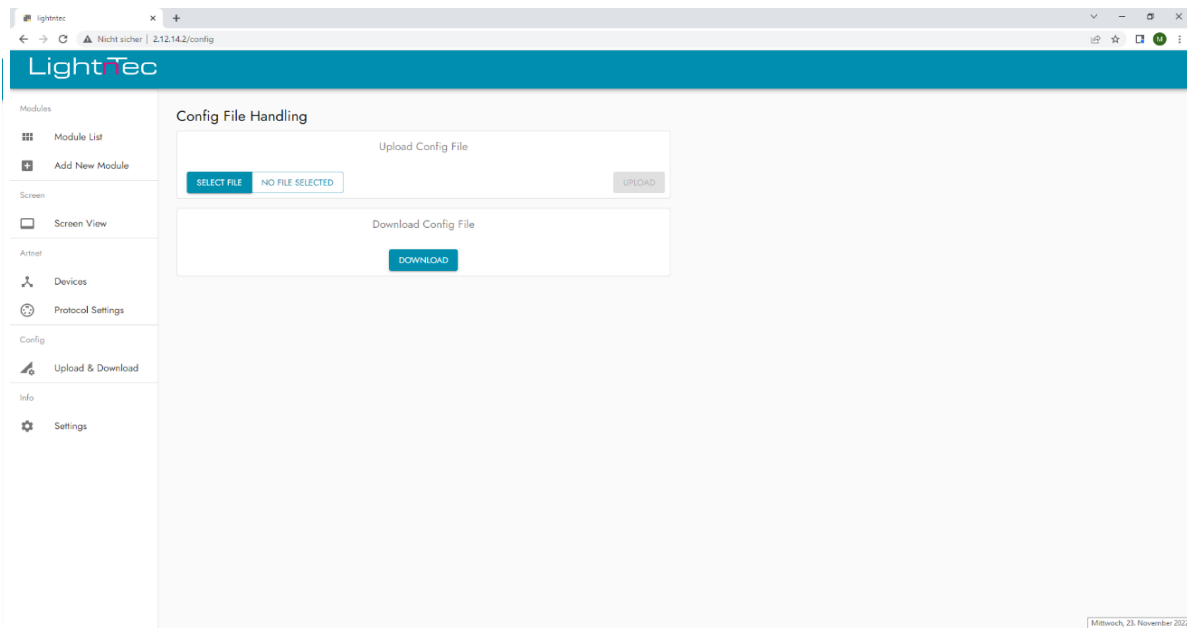 lightntec
Nicht sicher | 2.12.14.2/config
M
LightnTec
Modules
Module List
Add New Module
Screen
Screen View
Artnet
Devices
Protocol Settings
Config
Upload & Download
Info
Settings
Config File Handling
Upload Config File
SELECT FILE NO FILE SELECTED UPLOAD
Download Config File
DOWNLOAD
Mittwoch, 23. November 2022